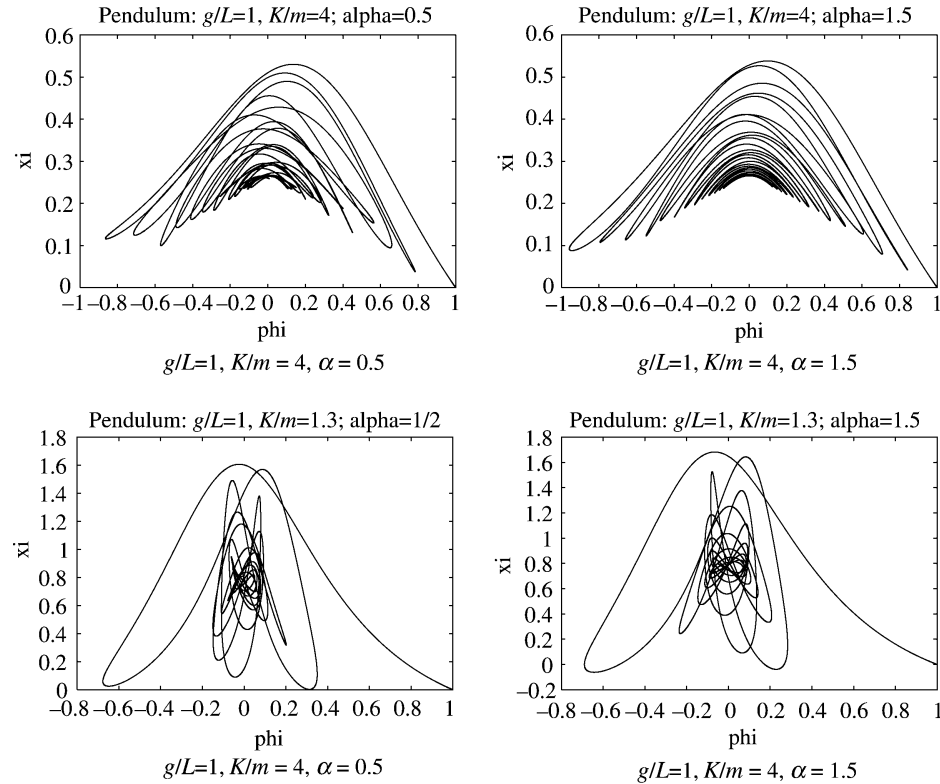 Pendulum: g/L=1, K/m=4; alpha=0.5
0.6
0.5
0.4
0.3
0.2
0.1
0
xi
−1 −0.8 −0.6 −0.4 −0.2 0 0.2 0.4 0.6 0.8 1
phi
g/L=1, K/m = 4, α = 0.5
Pendulum: g/L=1, K/m=4; alpha=1.5
0.6
0.5
0.4
0.3
0.2
0.1
0
xi
−1 −0.8 −0.6 −0.4 −0.2 0 0.2 0.4 0.6 0.8 1
phi
g/L=1, K/m = 4, α = 1.5
Pendulum: g/L=1, K/m=1.3; alpha=1/2
1.8
1.6
1.4
1.2
1
0.8
0.6
0.4
0.2
0
xi
−0.8 −0.6 −0.4 −0.2 0 0.2 0.4 0.6 0.8 1
phi
g/L=1, K/m = 4, α = 0.5
Pendulum: g/L=1, K/m=1.3; alpha=1.5
1.8
1.6
1.4
1.2
1
0.8
0.6
0.4
0.2
0
−0.2
xi
−0.8 −0.6 −0.4 −0.2 0 0.2 0.4 0.6 0.8 1
phi
g/L=1, K/m = 4, α = 1.5